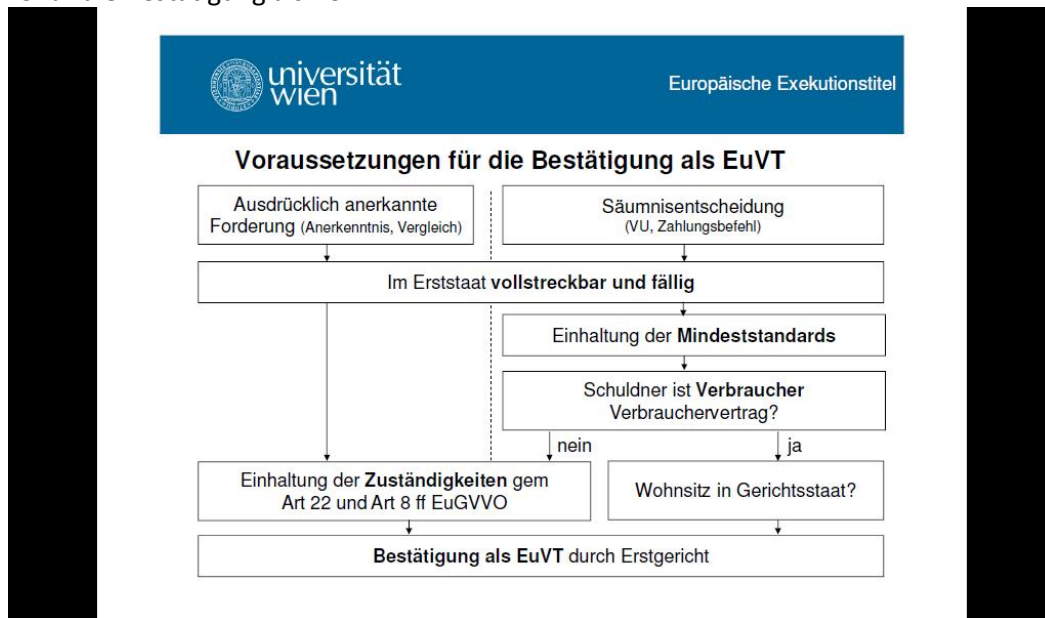 universität
wien
Europäische Exekutionstitel
Voraussetzungen für die Bestätigung als EuVT
Ausdrücklich anerkannte
Forderung (Anerkenntnis, Vergleich)
Säumnisentscheidung
(VU, Zahlungsbefehl)
Im Erststaat vollstreckbar und fällig
Einhaltung der Mindeststandards
Schuldner ist Verbraucher
Verbrauchervertrag?
nein
ja
Einhaltung der Zuständigkeiten gem
Art 22 und Art 8 ff EuGVVO
Wohnsitz in Gerichtsstaat?
Bestätigung als EuVT durch Erstgericht